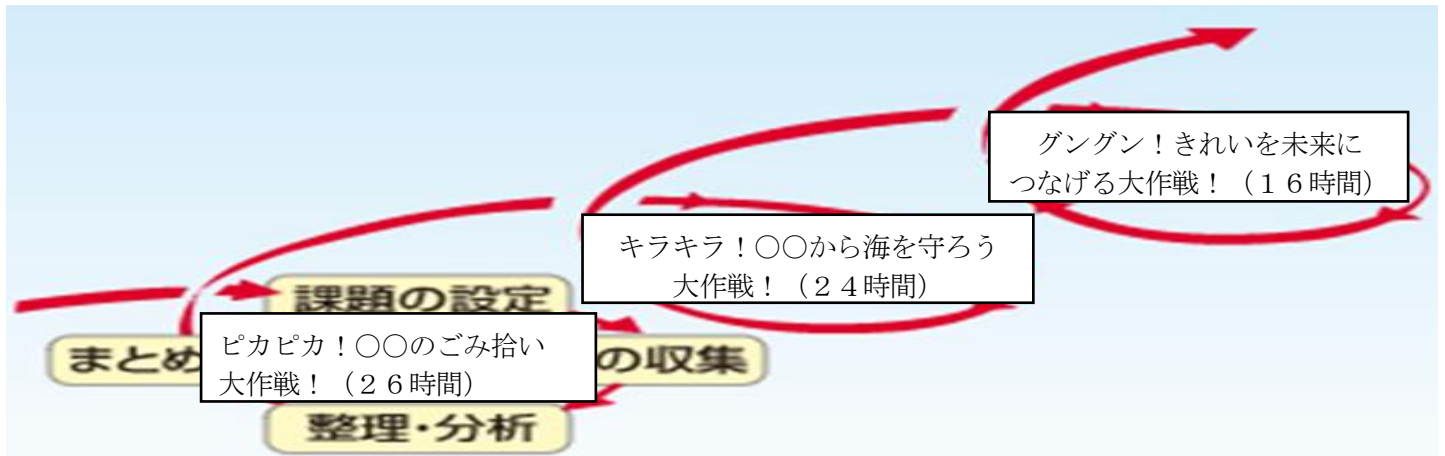 グングン！きれいを未来に
つなげる大作戦！（１６時間）
キラキラ！〇〇から海を守ろう
大作戦！（２４時間）
課題の設定
ピカピカ！〇〇のごみ拾い
大作戦！（２６時間）
まとめ
の収集
整理・分析